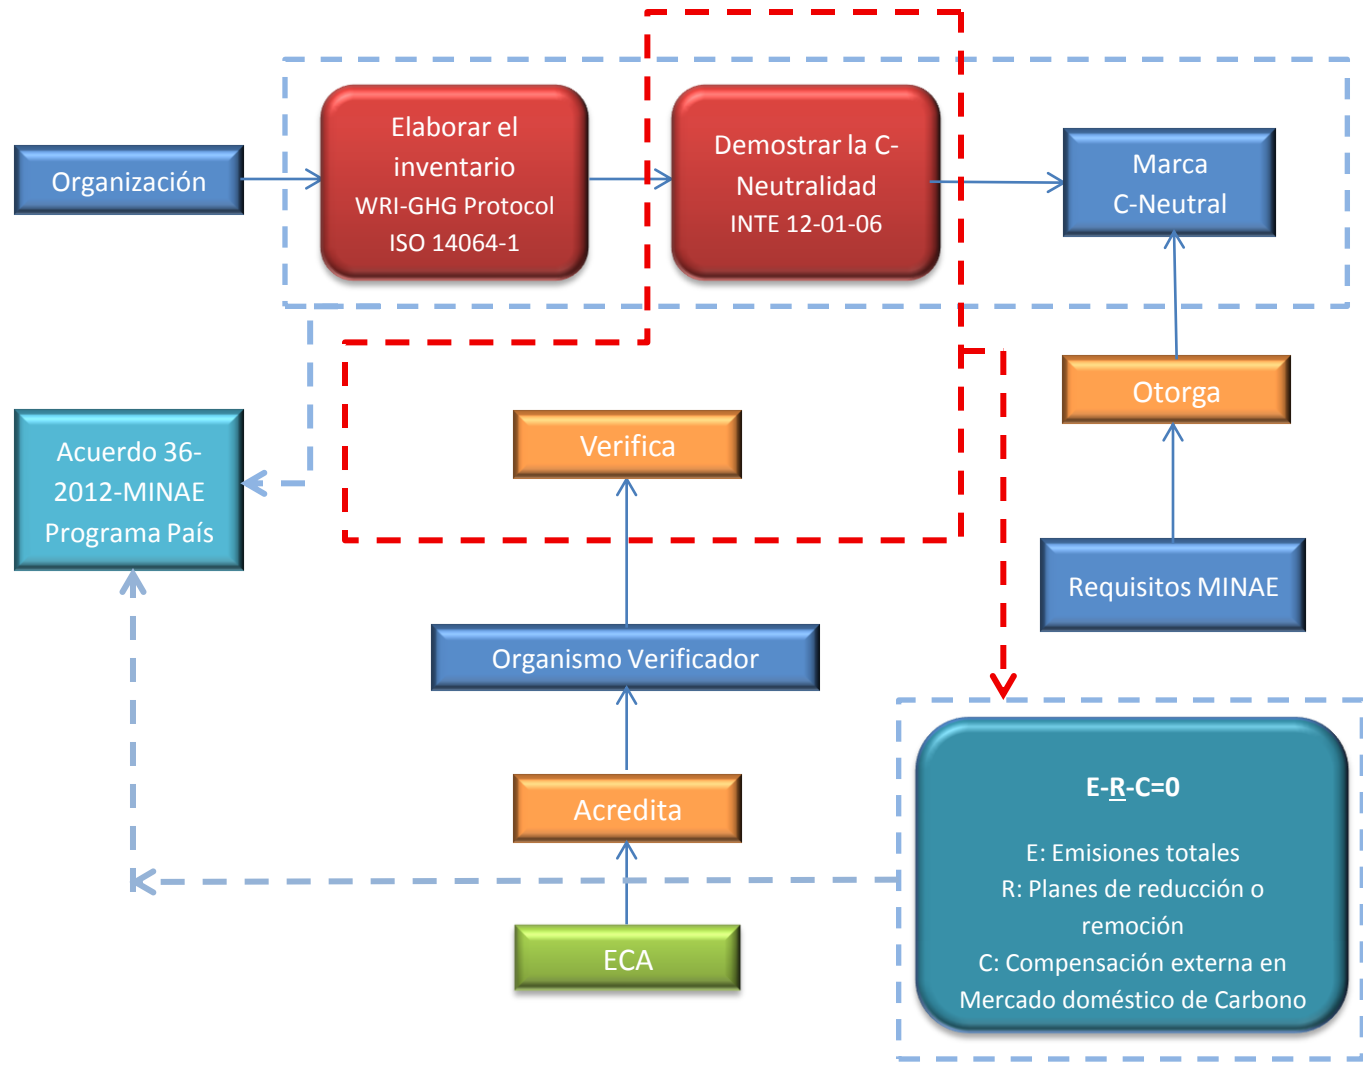 Organización
Elaborar el
inventario
WRI-GHG Protocol
ISO 14064-1
Demostrar la C-
Neutralidad
INTE 12-01-06
Marca
C-Neutral
Otorga
Requisitos MINAE
Acuerdo 36-
2012-MINAE
Programa País
Verifica
Organismo Verificador
Acredita
ECA
E-R-C=0
E: Emisiones totales
R: Planes de reducción o
remoción
C: Compensación externa en
Mercado doméstico de Carbono